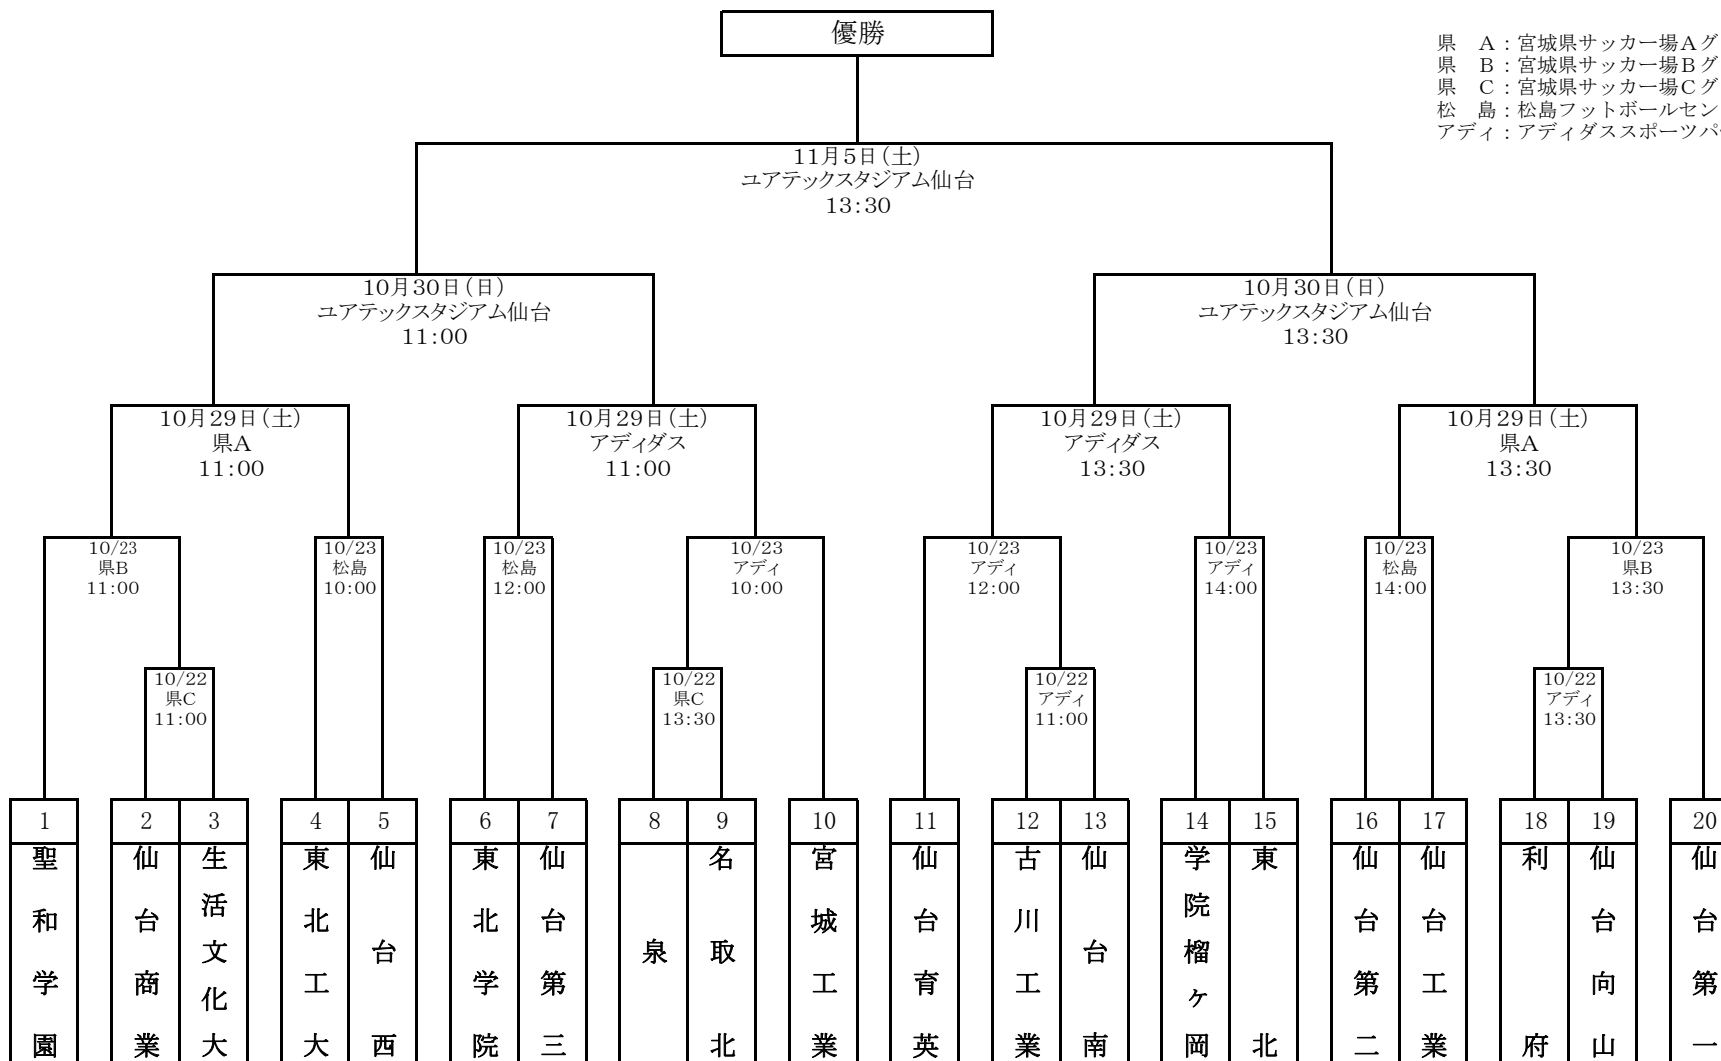 優勝
県　A：宮城県サッカー場Aグ
県　B：宮城県サッカー場Bグ
県　C：宮城県サッカー場Cグ
松　島：松島フットボールセン
アディ：アディダススポーツパ
11月5日(土)
ユアテックスタジアム仙台
13:30
10月30日(日)
ユアテックスタジアム仙台
11:00
10月30日(日)
ユアテックスタジアム仙台
13:30
10月29日(土)
県A
11:00
10月29日(土)
アディダス
11:00
10月29日(土)
アディダス
13:30
10月29日(土)
県A
13:30
10/23
県B
11:00
10/23
松島
10:00
10/23
松島
12:00
10/23
アディ
10:00
10/23
アディ
12:00
10/23
アディ
14:00
10/23
松島
14:00
10/23
県B
13:30
10/22
県C
11:00
10/22
県C
13:30
10/22
アディ
11:00
10/22
アディ
13:30
1
聖和学園
2
仙台商業
3
生活文化大
4
東北工大
5
仙台西
6
東北学院
7
仙台第三
8
泉
9
名取北
10
宮城工業
11
仙台育英
12
古川工業
13
仙台南
14
学院榴ヶ岡
15
東北
16
仙台第二
17
仙台工業
18
利府
19
仙台向山
20
仙台第一